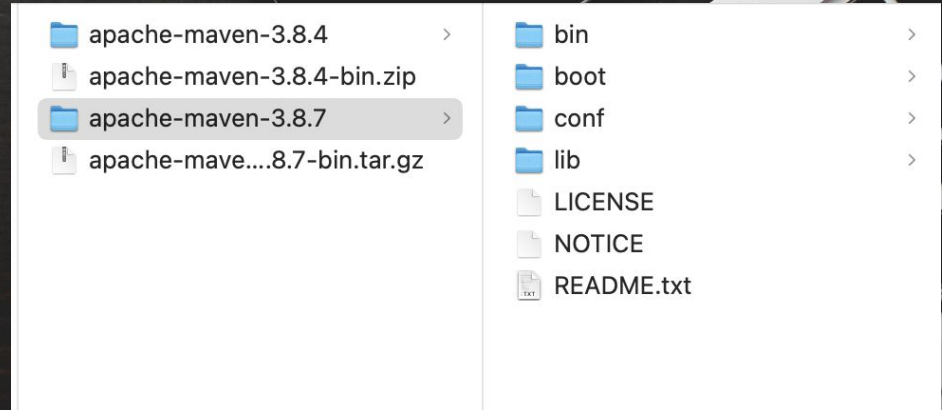 apache-maven-3.8.4
apache-maven-3.8.4-bin.zip
apache-maven-3.8.7
apache-mave....8.7-bin.tar.gz
bin
boot
conf
lib
LICENSE
NOTICE
TXT
README.txt